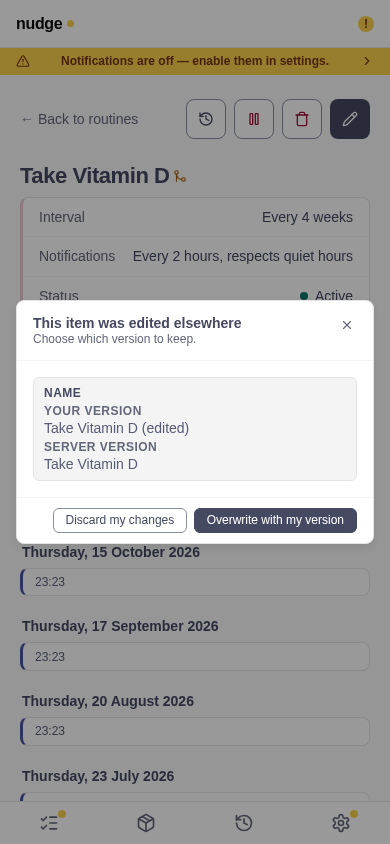 nudge
!
Notifications are off — enable them in settings.
← Back to routines
Take Vitamin D
Interval
Every 4 weeks
Notifications
Every 2 hours, respects quiet hours
Status
Active
This item was edited elsewhere
Choose which version to keep.
NAME
YOUR VERSION
Take Vitamin D (edited)
SERVER VERSION
Take Vitamin D
Discard my changes
Overwrite with my version
Thursday, 15 October 2026
23:23
Thursday, 17 September 2026
23:23
Thursday, 20 August 2026
23:23
Thursday, 23 July 2026